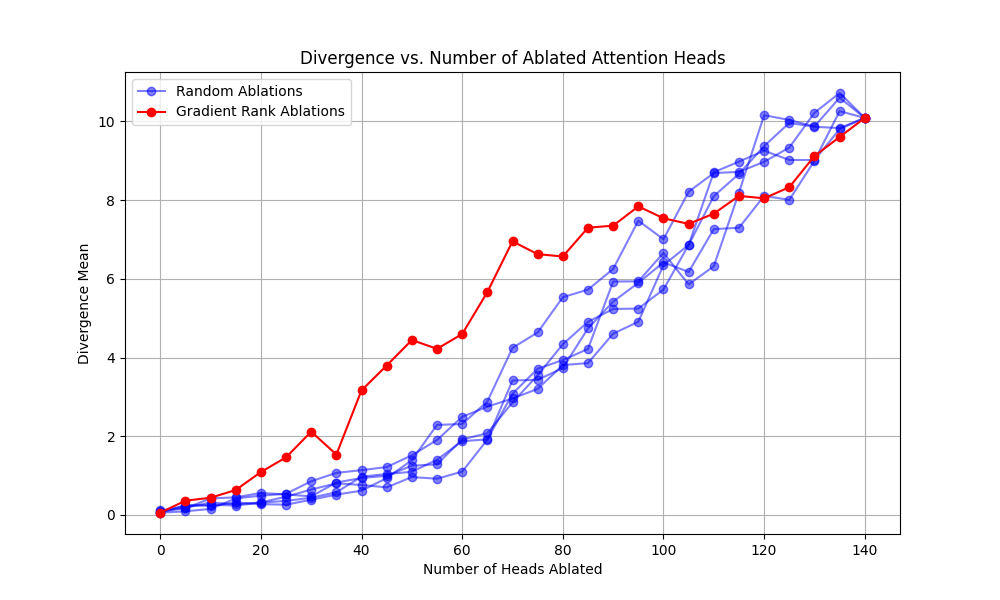 Divergence vs. Number of Ablated Attention Heads
Random Ablations
Gradient Rank Ablations
Divergence Mean
10
8
6
4
2
0
0 20 40 60 80 100 120 140
Number of Heads Ablated